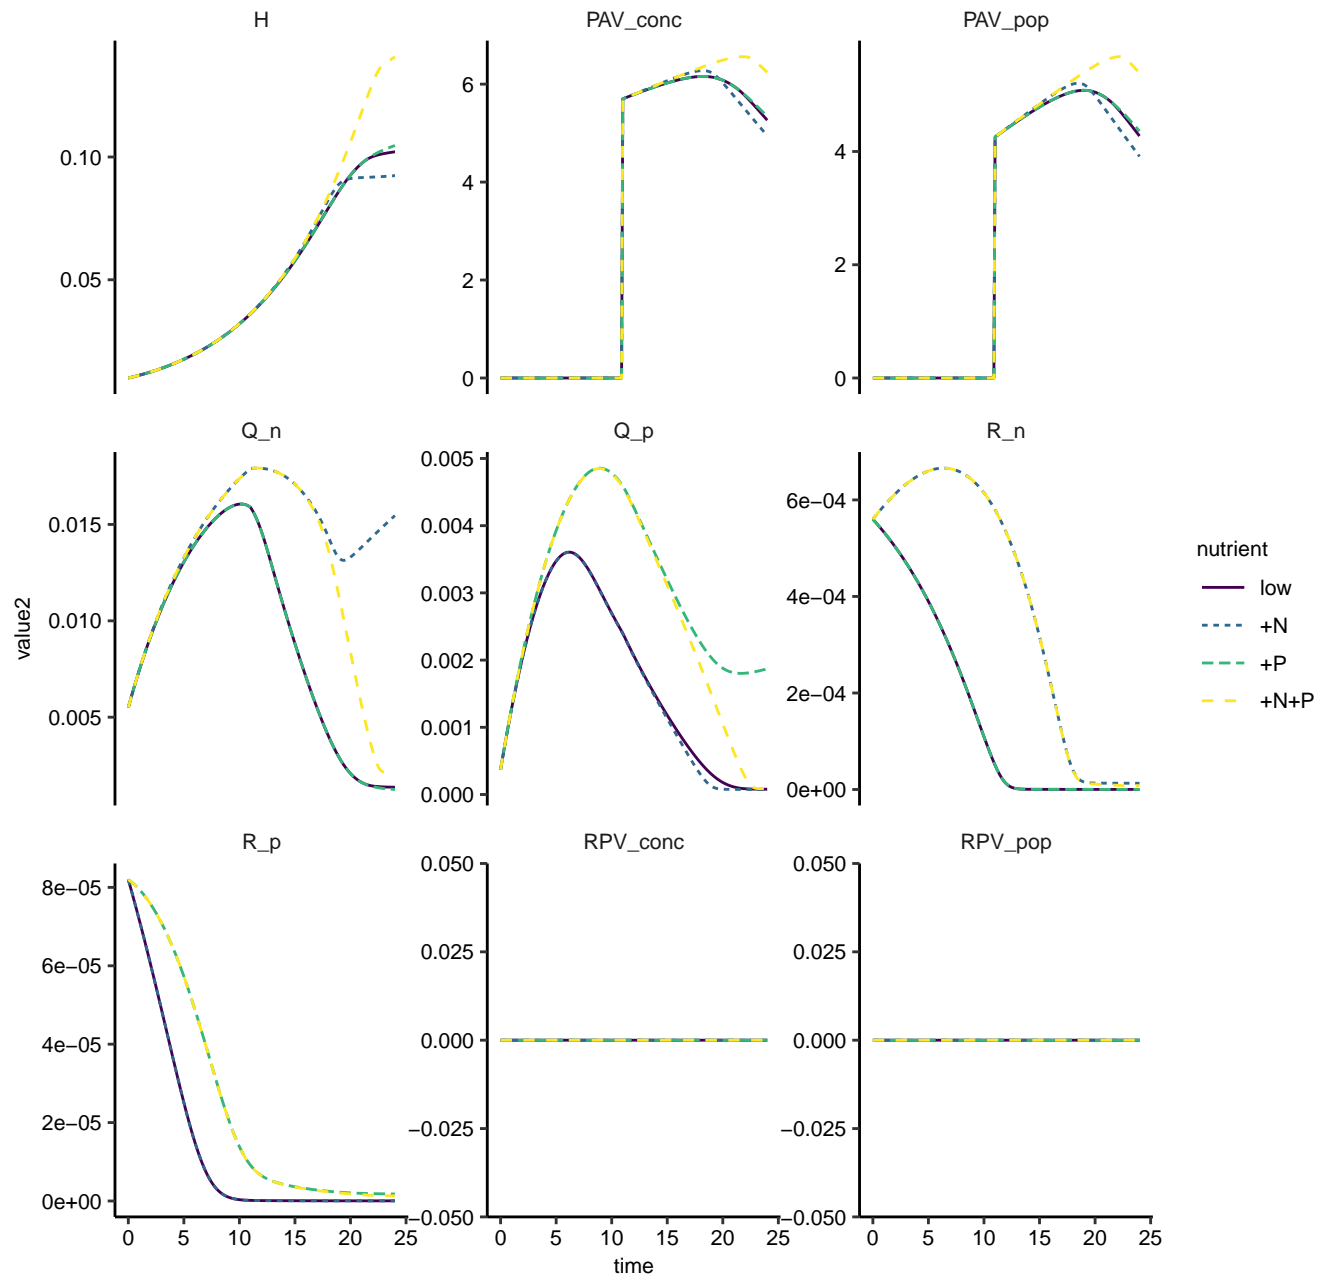 H
PAV_conc
PAV_pop
0.10
0.05
6
4
2
0
4
2
0
Q_n
Q_p
R_n
0.015
0.010
0.005
0.005
0.004
0.003
0.002
0.001
0.000
6e−04
4e−04
2e−04
0e+00
value2
nutrient
low
+N
+P
+N+P
R_p
RPV_conc
RPV_pop
8e−05
6e−05
4e−05
2e−05
0e+00
0.050
0.025
0.000
−0.025
−0.050
0.050
0.025
0.000
−0.025
−0.050
0 5 10 15 20 25
0 5 10 15 20 25
0 5 10 15 20 25
time